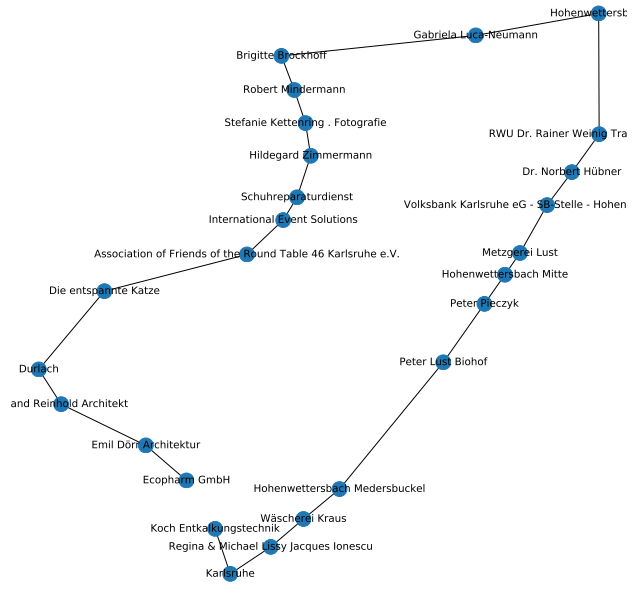 Hohenwettersb
Gabriela Luca-Neumann
Brigitte Brockhoff
Robert Mindermann
Stefanie Kettenring . Fotografie
RWU Dr. Rainer Weinig Tra
Hildegard Zimmermann
Dr. Norbert Hübner
Schuhreparaturdienst
Volksbank Karlsruhe eG - SB-Stelle - Hohen
International Event Solutions
Metzgerei Lust
Association of Friends of the Round Table 46 Karlsruhe e.V.
Hohenwettersbach Mitte
Die entspannte Katze
Peter Pieczyk
Peter Lust Biohof
Durlach
and Reinhold Architekt
Emil Dörr Architektur
Ecopharm GmbH
Hohenwettersbach Medersbuckel
Wäscherei Kraus
Koch Entkalkungstechnik
Regina & Michael Lissy Jacques Ionescu
Karlsruhe